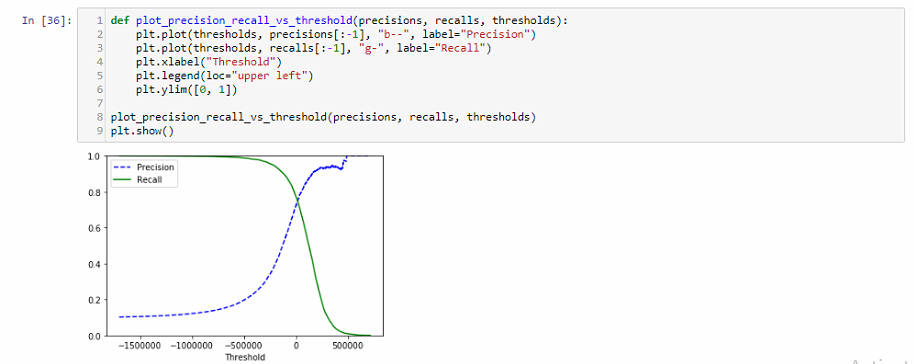 In [36]:
1 def plot_precision_recall_vs_threshold(precisions, recalls, thresholds):
2     plt.plot(thresholds, precisions[:-1], "b--", label="Precision")
3     plt.plot(thresholds, recalls[:-1], "g-", label="Recall")
4     plt.xlabel("Threshold")
5     plt.legend(loc="upper left")
6     plt.ylim([0, 1])
7
8 plot_precision_recall_vs_threshold(precisions, recalls, thresholds)
9 plt.show()
1.0
Precision
Recall
0.8
0.6
0.4
0.2
0.0
−1500000 −1000000 −500000 0 500000
Threshold